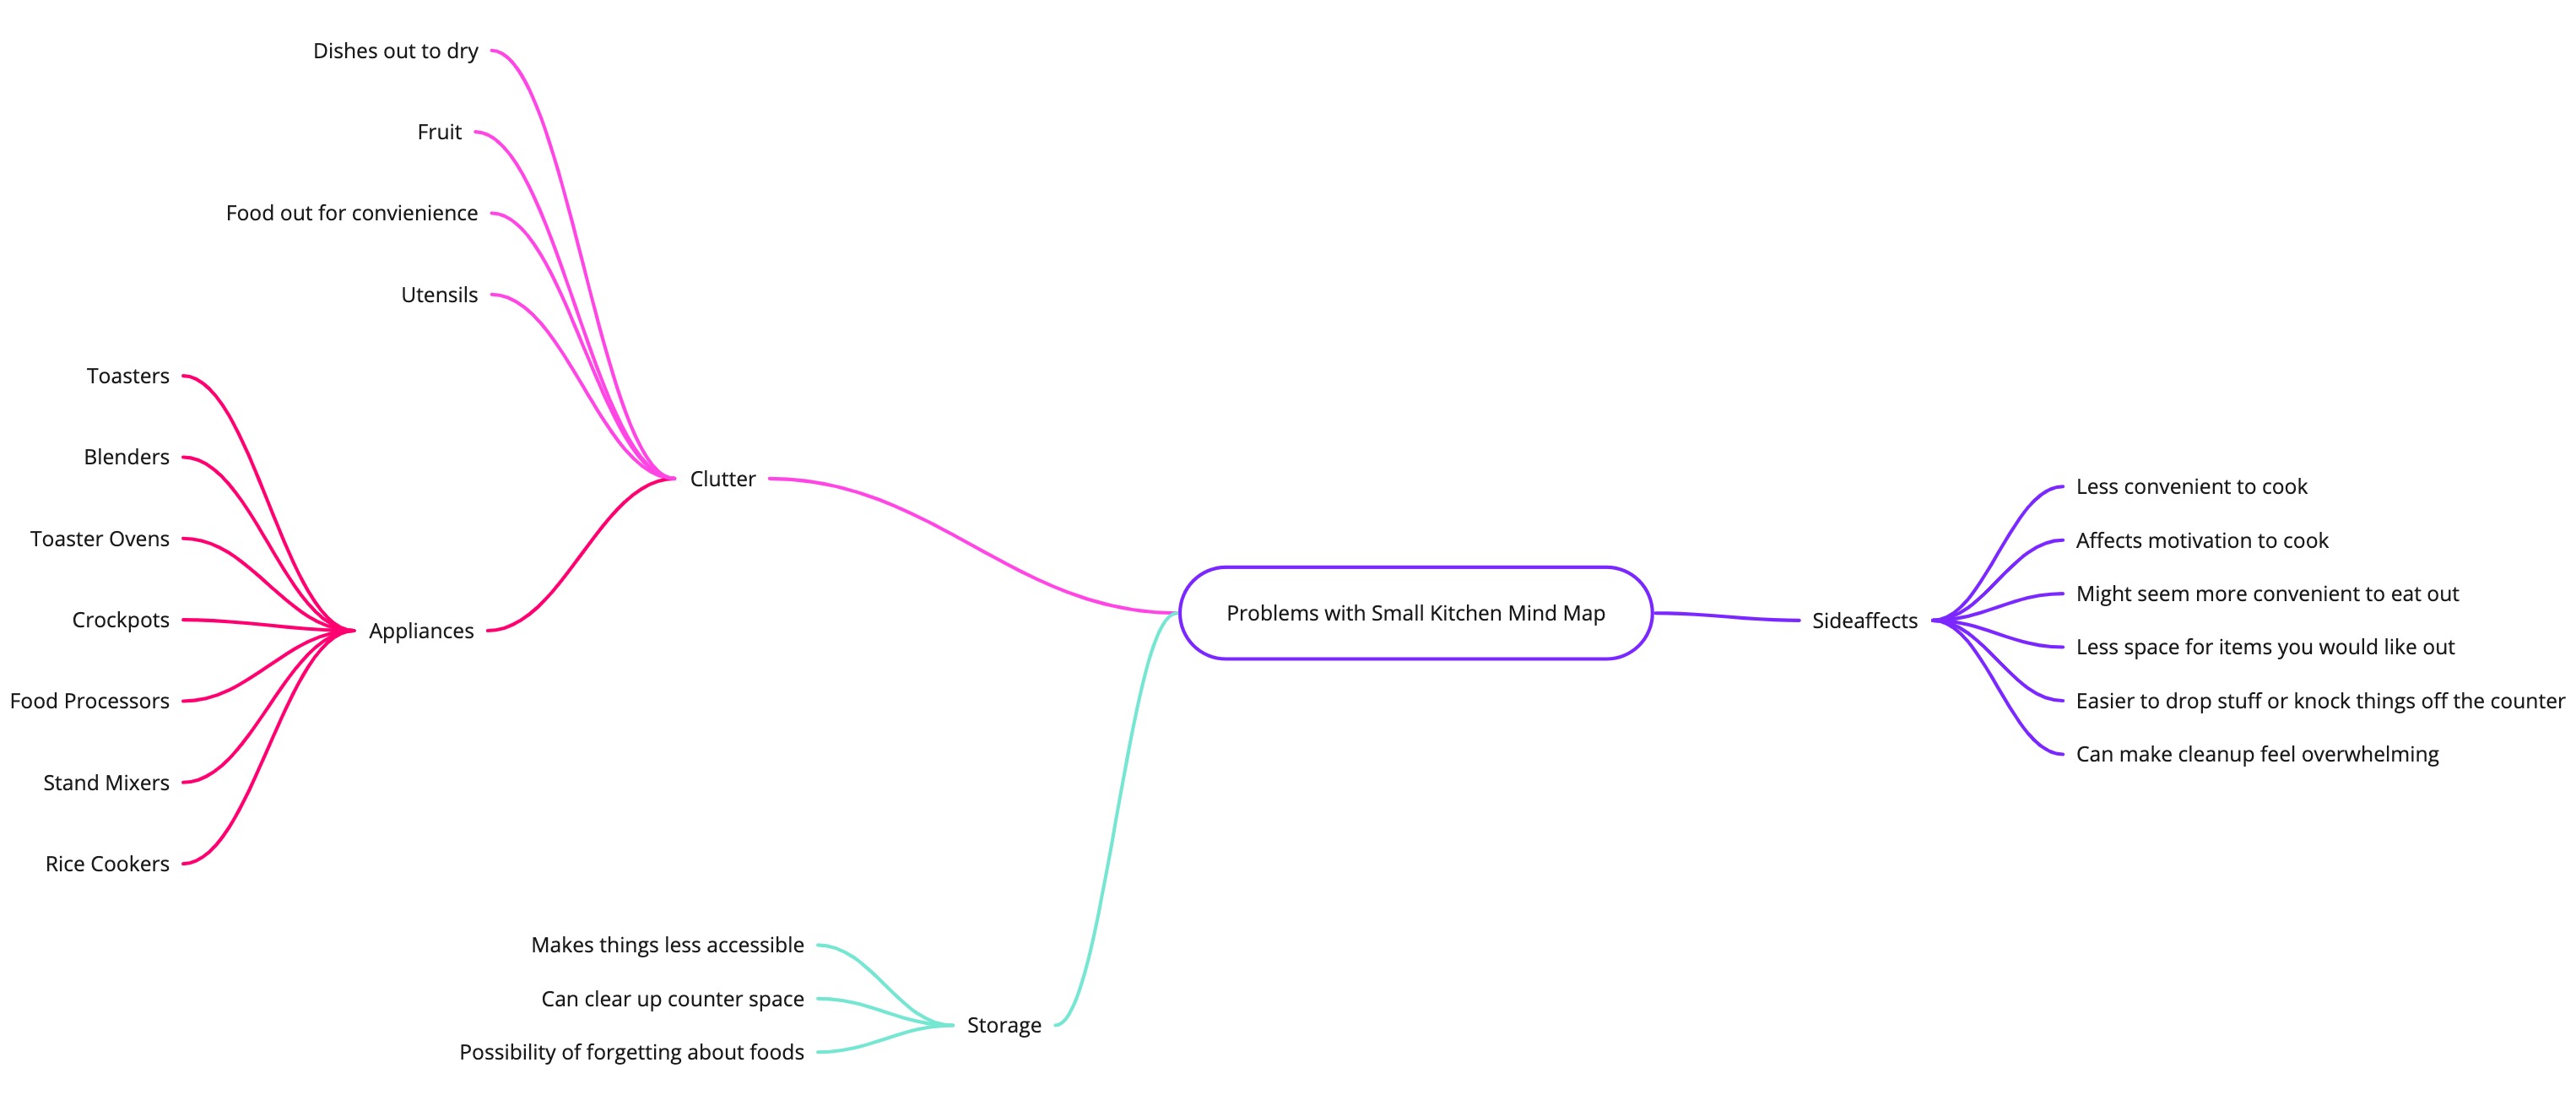 Dishes out to dry
Fruit
Food out for convienience
Utensils
Toasters
Blenders
Toaster Ovens
Crockpots
Food Processors
Stand Mixers
Rice Cookers
Appliances
Clutter
Makes things less accessible
Can clear up counter space
Possibility of forgetting about foods
Storage
Problems with Small Kitchen Mind Map
Sideaffects
Less convenient to cook
Affects motivation to cook
Might seem more convenient to eat out
Less space for items you would like out
Easier to drop stuff or knock things off the counter
Can make cleanup feel overwhelming